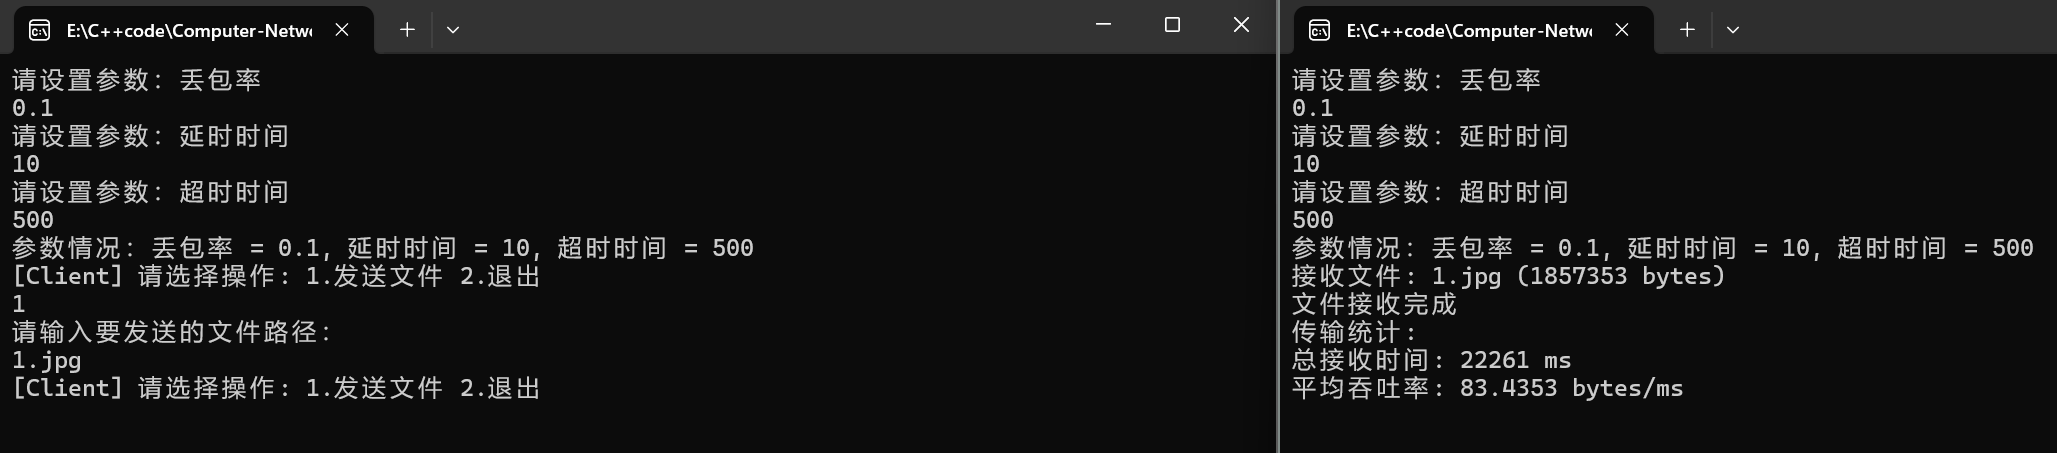 E:\C++code\Computer-Netw
请设置参数: 丢包率
0.1
请设置参数: 延时时间
10
请设置参数: 超时时间
500
参数情况: 丢包率 = 0.1, 延时时间 = 10, 超时时间 = 500
[Client] 请选择操作: 1.发送文件 2.退出
1
请输入要发送的文件路径:
1.jpg
[Client] 请选择操作: 1.发送文件 2.退出
E:\C++code\Computer-Netw
请设置参数: 丢包率
0.1
请设置参数: 延时时间
10
请设置参数: 超时时间
500
参数情况: 丢包率 = 0.1, 延时时间 = 10, 超时时间 = 500
接收文件: 1.jpg (1857353 bytes)
文件接收完成
传输统计:
总接收时间: 22261 ms
平均吞吐率: 83.4353 bytes/ms